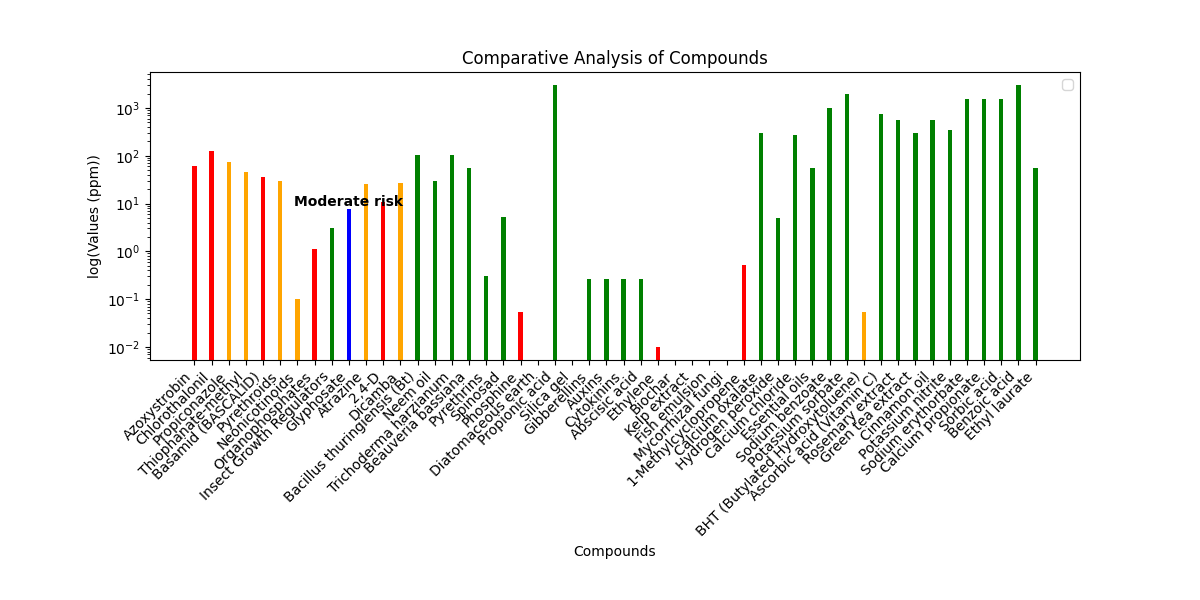 Comparative Analysis of Compounds
log(Values (ppm))
10³
10²
10¹
10⁰
10⁻¹
10⁻²
Moderate risk
Azoxystrobin
Chlorothalonil
Propiconazole
Thiophanate-methyl
Basamid (BASCALID)
Pyrethroids
Neonicotinoids
Organophosphates
Insect Growth Regulators
Glyphosate
Atrazine
2,4-D
Dicamba
Bacillus thuringiensis (Bt)
Neem oil
Trichoderma harzianum
Beauveria bassiana
Pyrethrins
Spinosad
Phosphine
Diatomaceous earth
Propionic acid
Silica gel
Gibberellins
Auxins
Cytokinins
Abscisic acid
Ethylene
Biochar
Kelp extract
Fish emulsion
Mycorrhizal fungi
1-Methylcyclopropene
Calcium oxalate
Hydrogen peroxide
Calcium chloride
Essential oils
Sodium benzoate
Potassium sorbate
BHT (Butylated Hydroxytoluene)
Ascorbic acid (Vitamin C)
Rosemary extract
Green tea extract
Cinnamon oil
Potassium nitrite
Sodium erythorbate
Calcium propionate
Sorbic acid
Benzoic acid
Ethyl laurate
Compounds